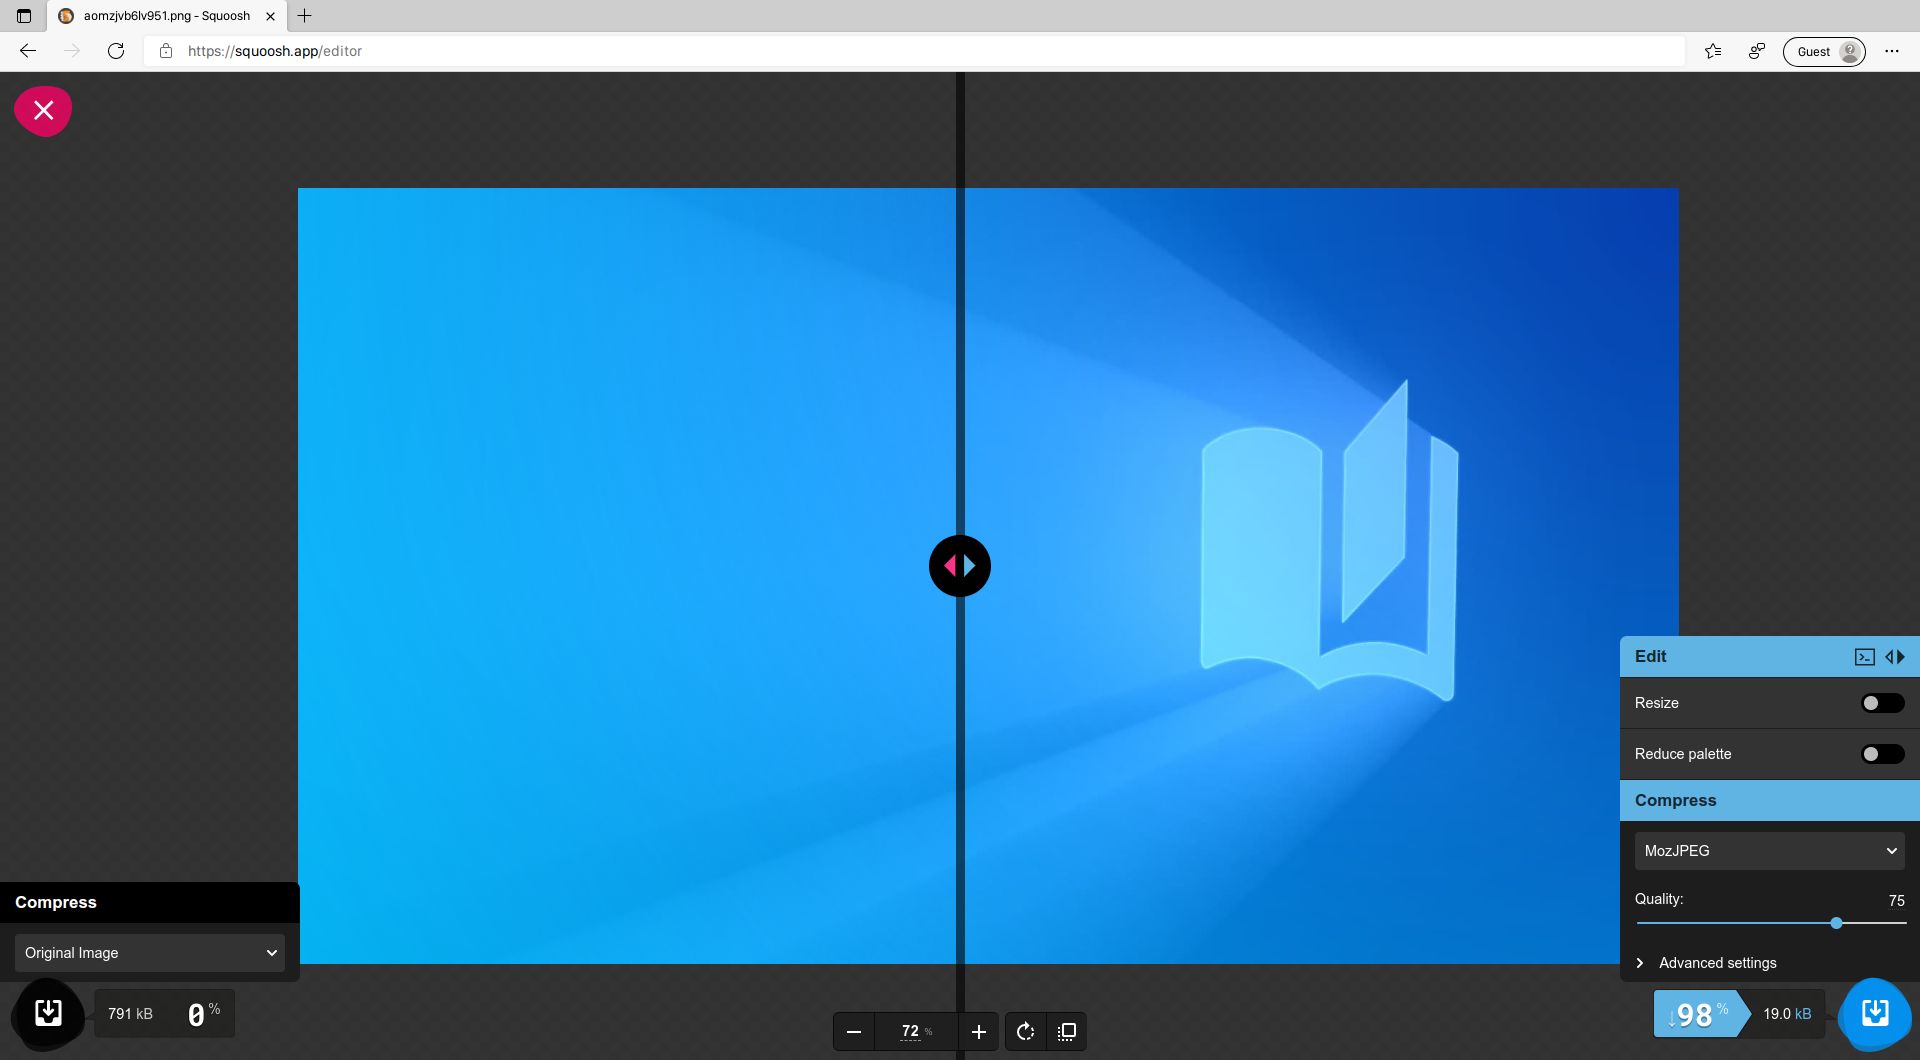 aomzjvb6lv951.png - Squoosh
https://squoosh.app/editor
Guest
Edit
Resize
Reduce palette
Compress
MozJPEG
Quality: 75
Advanced settings
Compress
Original Image
791 kB 0 %
72 %
↓98 % 19.0 kB